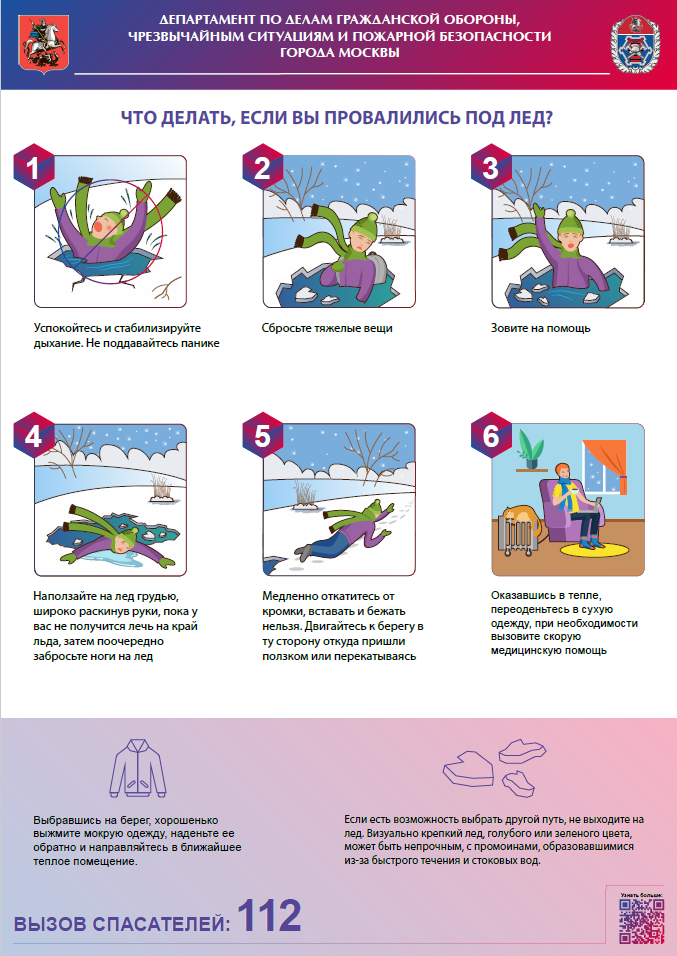 ДЕПАРТАМЕНТ ПО ДЕЛАМ ГРАЖДАНСКОЙ ОБОРОНЫ,
ЧРЕЗВЫЧАЙНЫМ СИТУАЦИЯМ И ПОЖАРНОЙ БЕЗОПАСНОСТИ
ГОРОДА МОСКВЫ
ЧТО ДЕЛАТЬ, ЕСЛИ ВЫ ПРОВАЛИЛИСЬ ПОД ЛЕД?
1
Успокойтесь и стабилизируйте
дыхание. Не поддавайтесь панике
2
Сбросьте тяжелые вещи
3
Зовите на помощь
4
Наползайте на лед грудью,
широко раскинув руки, пока у
вас не получится лечь на край
льда, затем поочередно
забросьте ноги на лед
5
Медленно откатитесь от
кромки, вставать и бежать
нельзя. Двигайтесь к берегу в
ту сторону откуда пришли
ползком или перекатываясь
6
Оказавшись в тепле,
переоденьтесь в сухую
одежду, при необходимости
вызовите скорую
медицинскую помощь
Выбравшись на берег, хорошенько
выжмите мокрую одежду, наденьте ее
обратно и направляйтесь в ближайшее
теплое помещение.
Если есть возможность выбрать другой путь, не выходите на
лед. Визуально крепкий лед, голубого или зеленого цвета,
может быть непрочным, с промоинами, образовавшимися
из-за быстрого течения и стоковых вод.
ВЫЗОВ СПАСАТЕЛЕЙ: 112
Узнать больше: